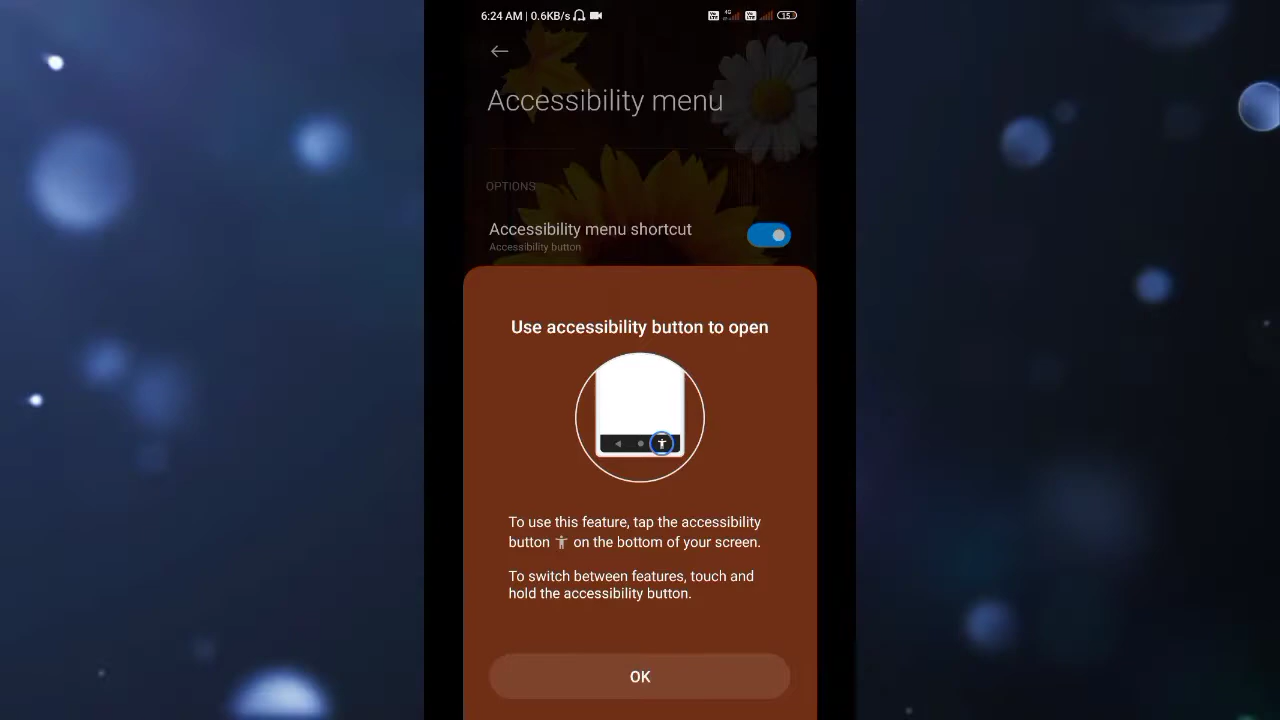 6:24 AM | 0.6KB/s
15
Accessibility menu
OPTIONS
Accessibility menu shortcut
Accessibility button
Use accessibility button to open
To use this feature, tap the accessibility
button on the bottom of your screen.
To switch between features, touch and
hold the accessibility button.
OK